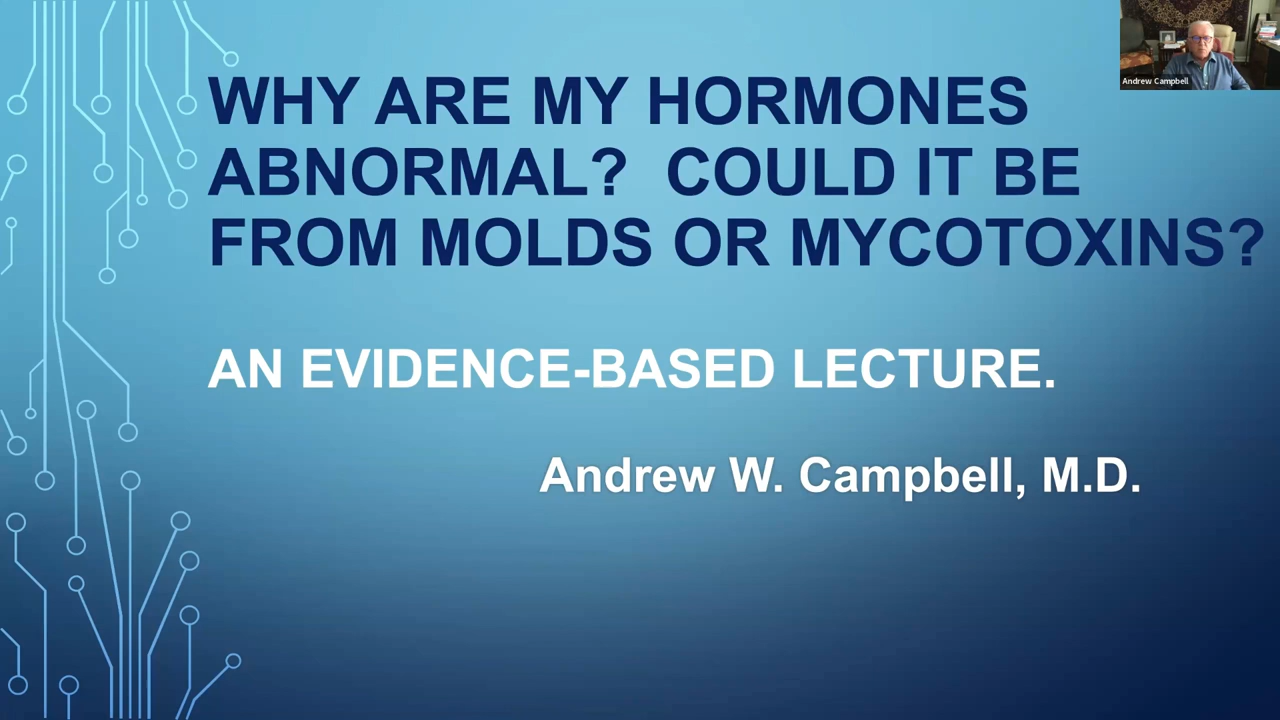 WHY ARE MY HORMONES
ABNORMAL? COULD IT BE
FROM MOLDS OR MYCOTOXINS?
AN EVIDENCE-BASED LECTURE.
Andrew W. Campbell, M.D.
Andrew Campbell